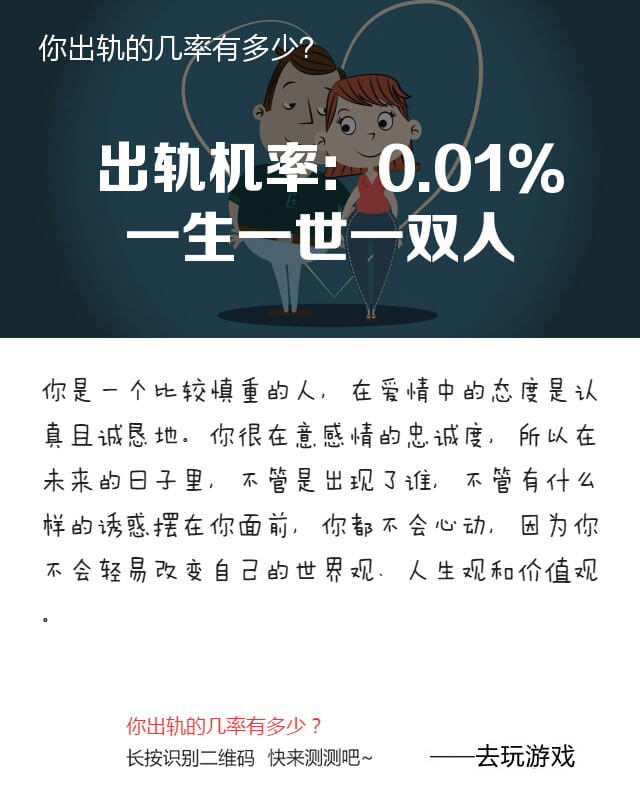 你出轨的几率有多少?
出轨机率：0.01%
一生一世一双人
你是一个比较慎重的人，在爱情中的态度是认
真且诚恳地。你很在意感情的忠诚度，所以在
未来的日子里，不管是出现了谁，不管有什么
样的诱惑摆在你面前，你都不会心动，因为你
不会轻易改变自己的世界观、人生观和价值观
。
你出轨的几率有多少？
长按识别二维码 快来测测吧~
——去玩游戏